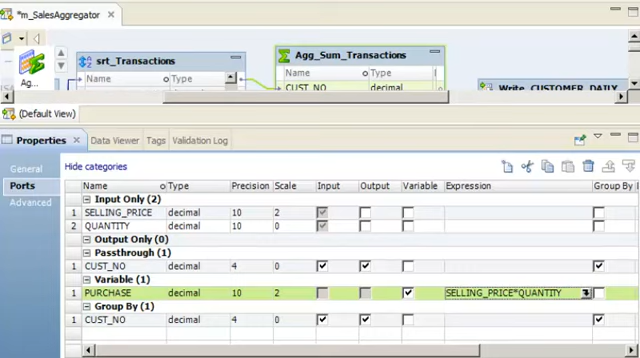 *m_SalesAggregator
Ag...
srt_Transactions
Name Type
Agg_Sum_Transactions
Name Type
CUST_NO decimal
Write_CUSTOMER_DAILY
(Default View)
Properties Data Viewer Tags Validation Log
General
Ports
Advanced
Hide categories
Name Type Precision Scale Input Output Variable Expression Group By
Input Only (2)
1 SELLING_PRICE decimal 10 2
2 QUANTITY decimal 10 0
Output Only (0)
Passthrough (1)
1 CUST_NO decimal 4 0
Variable (1)
1 PURCHASE decimal 10 2 SELLING_PRICE*QUANTITY
Group By (1)
1 CUST_NO decimal 4 0